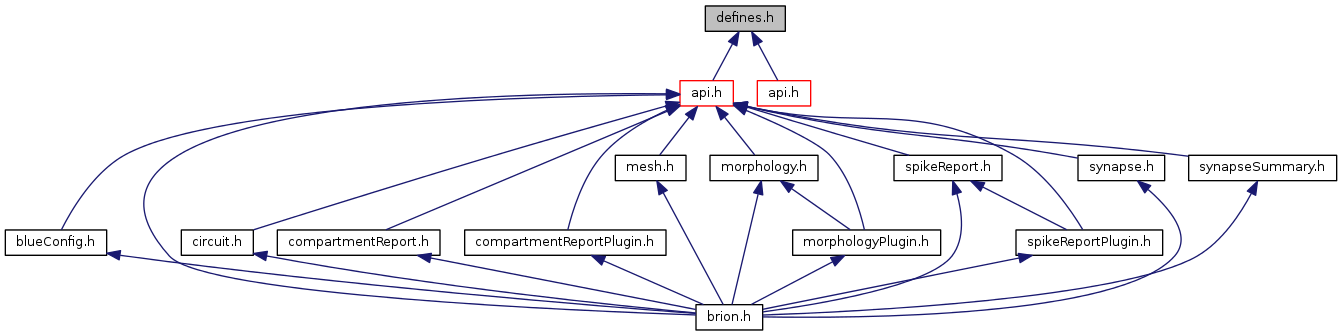 defines.h
api.h
api.h
mesh.h
morphology.h
spikeReport.h
synapse.h
synapseSummary.h
blueConfig.h
circuit.h
compartmentReport.h
compartmentReportPlugin.h
morphologyPlugin.h
spikeReportPlugin.h
brion.h